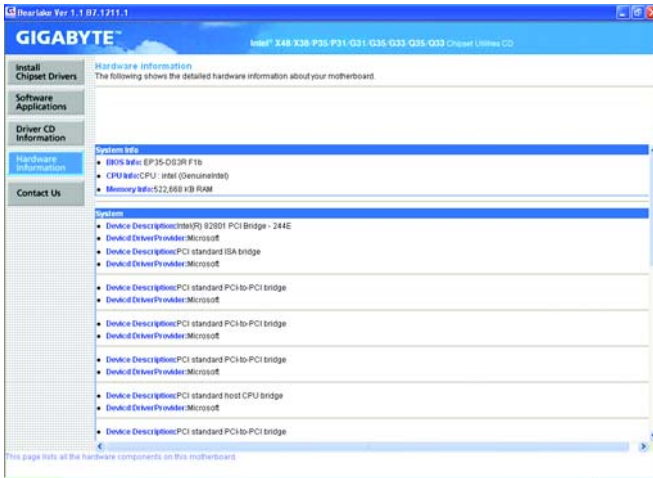 Bearlake Ver 1.1 B7.1211.1
GIGABYTE™
Intel® X48/X38/P35/P31/G31/G35/G33/Q35/Q33 Chipset Utilities CD
Install
Chipset Drivers
Software
Applications
Driver CD
Information
Hardware
Information
Contact Us
Hardware Information
The following shows the detailed hardware information about your motherboard.
System Info
• BIOS Info: EP35-DS3R F1b
• CPU Info:CPU : Intel (GenuineIntel)
• Memory Info:522,668 KB RAM
System
• Device Description:Intel(R) 82801 PCI Bridge - 244E
• Devicd DriverProvider:Microsoft
• Device Description:PCI standard ISA bridge
• Devicd DriverProvider:Microsoft
• Device Description:PCI standard PCI-to-PCI bridge
• Devicd DriverProvider:Microsoft
• Device Description:PCI standard PCI-to-PCI bridge
• Devicd DriverProvider:Microsoft
• Device Description:PCI standard PCI-to-PCI bridge
• Devicd DriverProvider:Microsoft
• Device Description:PCI standard host CPU bridge
• Devicd DriverProvider:Microsoft
• Device Description:PCI standard PCI-to-PCI bridge
This page lists all the hardware components on this motherboard.